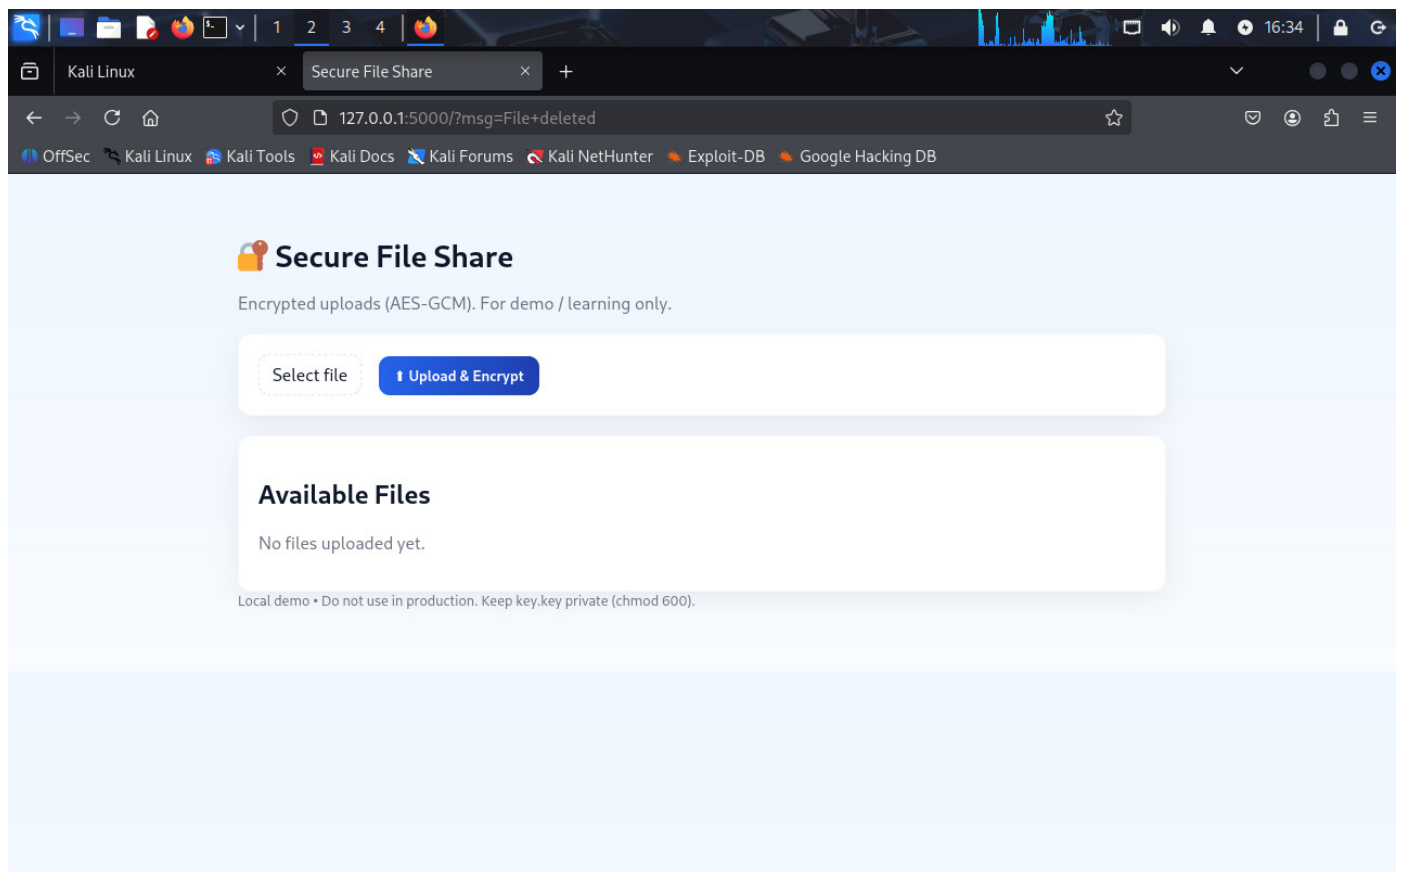 1 2 3 4 16:34
Kali Linux Secure File Share
127.0.0.1:5000/?msg=File+deleted
OffSec Kali Linux Kali Tools Kali Docs Kali Forums Kali NetHunter Exploit-DB Google Hacking DB
Secure File Share
Encrypted uploads (AES-GCM). For demo / learning only.
Select file ⬆ Upload & Encrypt
Available Files
No files uploaded yet.
Local demo • Do not use in production. Keep key.key private (chmod 600).